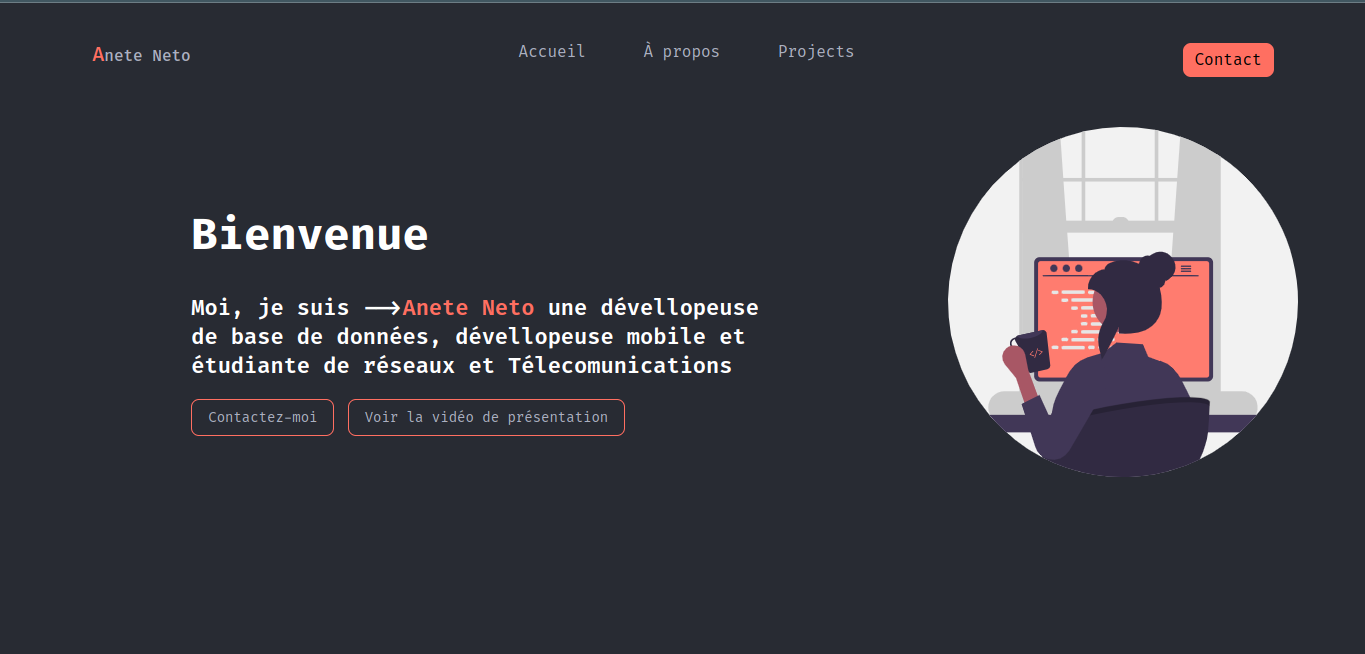 Anete Neto
Accueil
À propos
Projects
Contact
Bienvenue
Moi, je suis ⟶Anete Neto une dévellopeuse
de base de données, dévellopeuse mobile et
étudiante de réseaux et Télecomunications
Contactez-moi
Voir la vidéo de présentation
</>